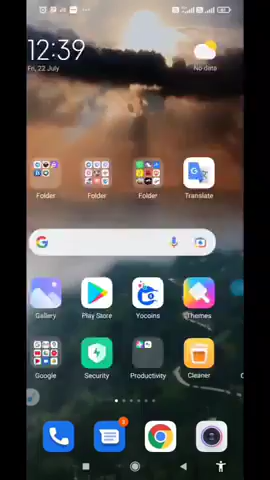 12:39
Fri, 22 July
No data
Folder
Folder
Folder
Translate
Gallery
Play Store
Yocoins
Themes
Google
Security
Productivity
Cleaner